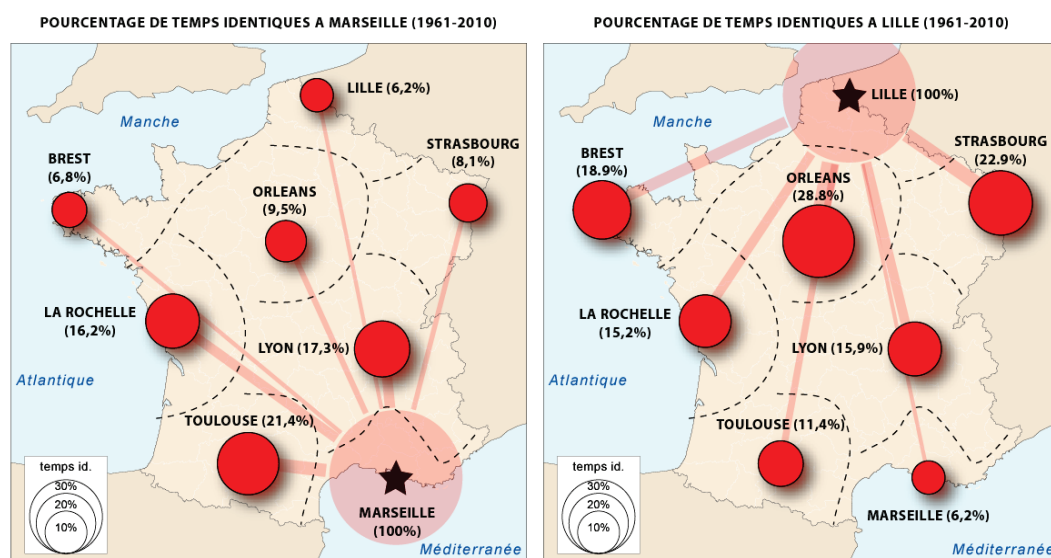 POURCENTAGE DE TEMPS IDENTIQUES A MARSEILLE (1961-2010)
LILLE (6,2%)
Manche
STRASBOURG
(8,1%)
BREST
(6,8%)
ORLEANS
(9,5%)
LA ROCHELLE
(16,2%)
LYON (17,3%)
Atlantique
TOULOUSE (21,4%)
temps id.
30%
20%
10%
MARSEILLE
(100%)
Méditerranée
POURCENTAGE DE TEMPS IDENTIQUES A LILLE (1961-2010)
LILLE (100%)
Manche
STRASBOURG
(22.9%)
BREST
(18.9%)
ORLEANS
(28.8%)
LA ROCHELLE
(15,2%)
LYON (15,9%)
Atlantique
TOULOUSE (11,4%)
temps id.
30%
20%
10%
MARSEILLE (6,2%)
Méditerranée